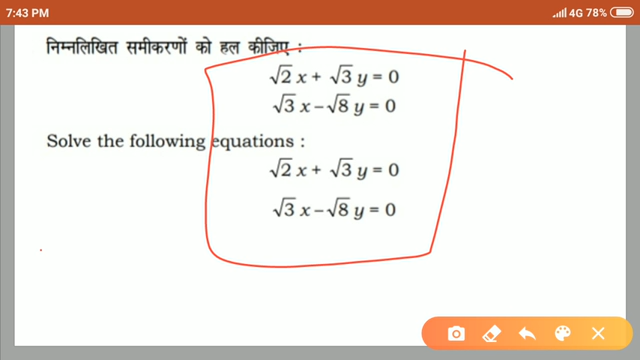 7:43 PM 4G 78%
निम्नलिखित समीकरणों को हल कीजिए :
√2 x + √3 y = 0
√3 x − √8 y = 0
Solve the following equations :
√2 x + √3 y = 0
√3 x − √8 y = 0